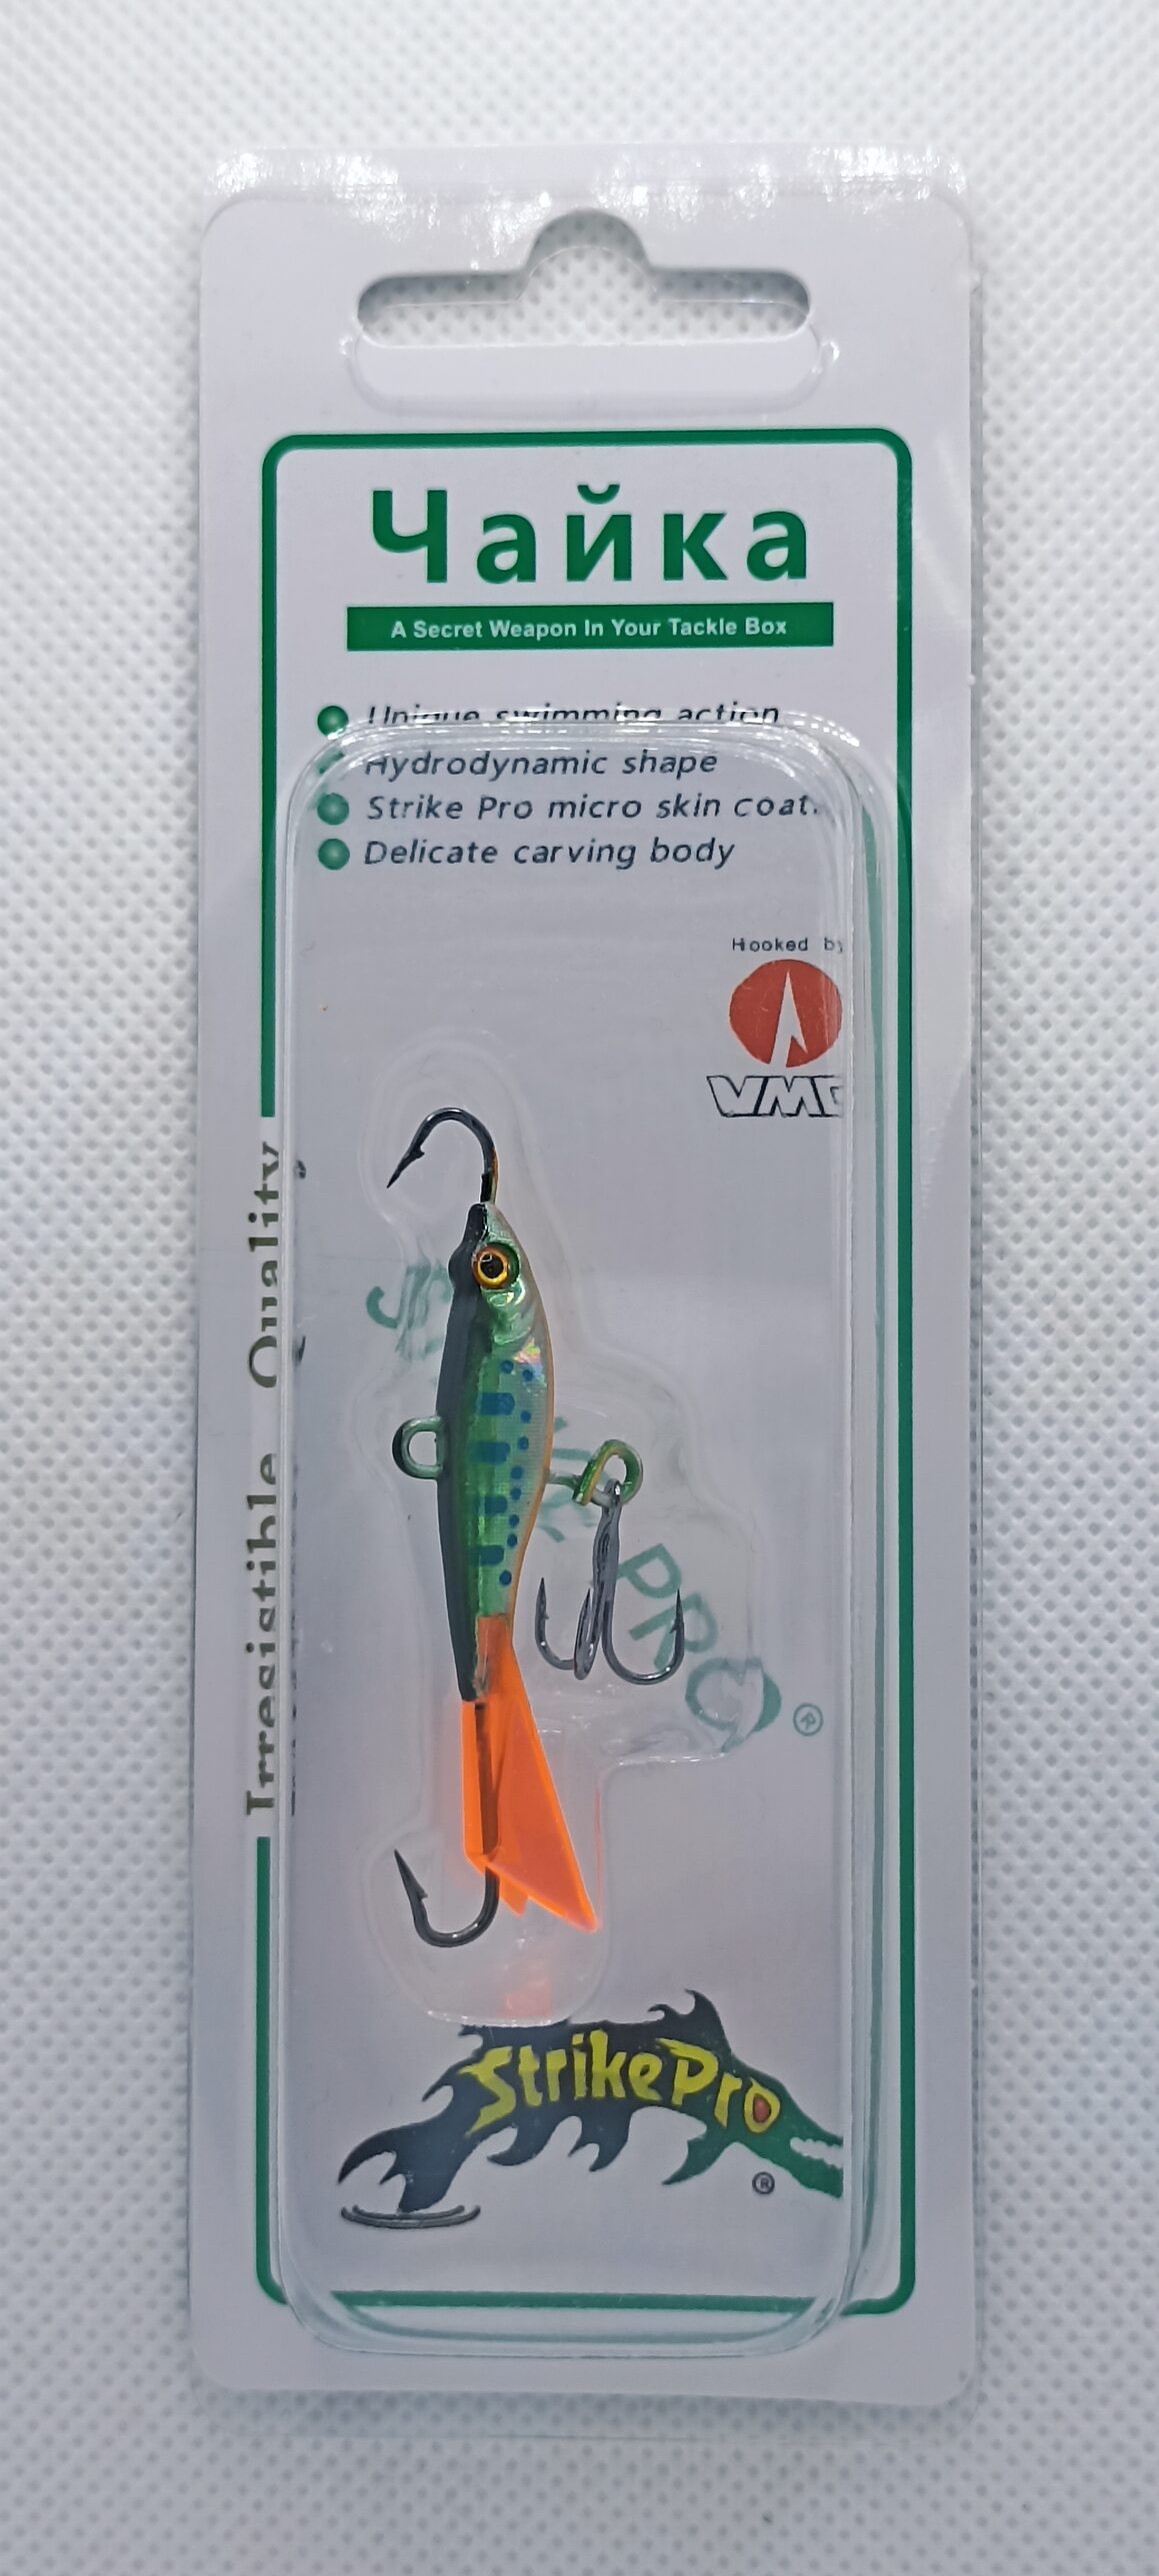 Чайка
A Secret Weapon In Your Tackle Box
Unique swimming action
Hydrodynamic shape
Strike Pro micro skin coat.
Delicate carving body
Hooked by
VMC
Irresistible Quality
PRO ®
StrikePro
®